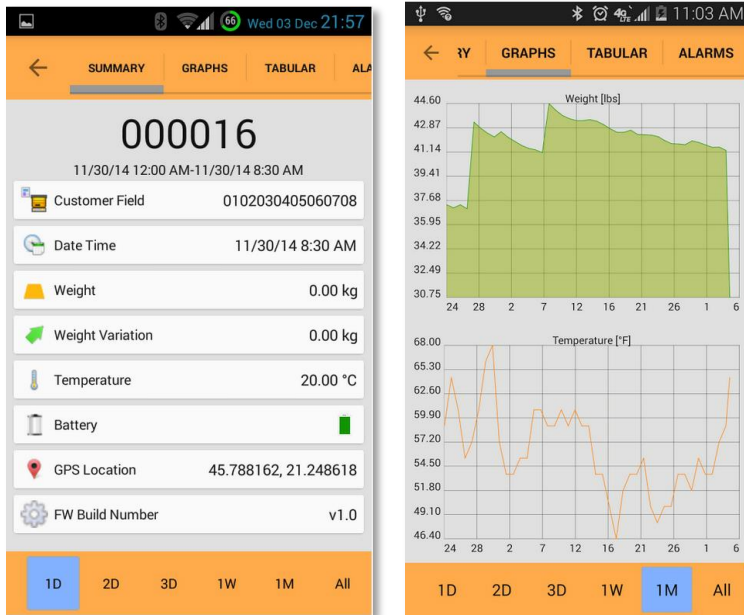 66 Wed 03 Dec 21:57
SUMMARY GRAPHS TABULAR ALA
000016
11/30/14 12:00 AM-11/30/14 8:30 AM
Customer Field 0102030405060708
Date Time 11/30/14 8:30 AM
Weight 0.00 kg
Weight Variation 0.00 kg
Temperature 20.00 °C
Battery
GPS Location 45.788162, 21.248618
FW Build Number v1.0
1D 2D 3D 1W 1M All
4G LTE 11:03 AM
RY GRAPHS TABULAR ALARMS
Weight [lbs]
44.60
42.87
41.14
39.41
37.68
35.95
34.22
32.49
30.75
24 28 2 7 12 16 21 26 1 6
Temperature [°F]
68.00
65.30
62.60
59.90
57.20
54.50
51.80
49.10
46.40
24 28 2 7 12 16 21 26 1 6
1D 2D 3D 1W 1M All